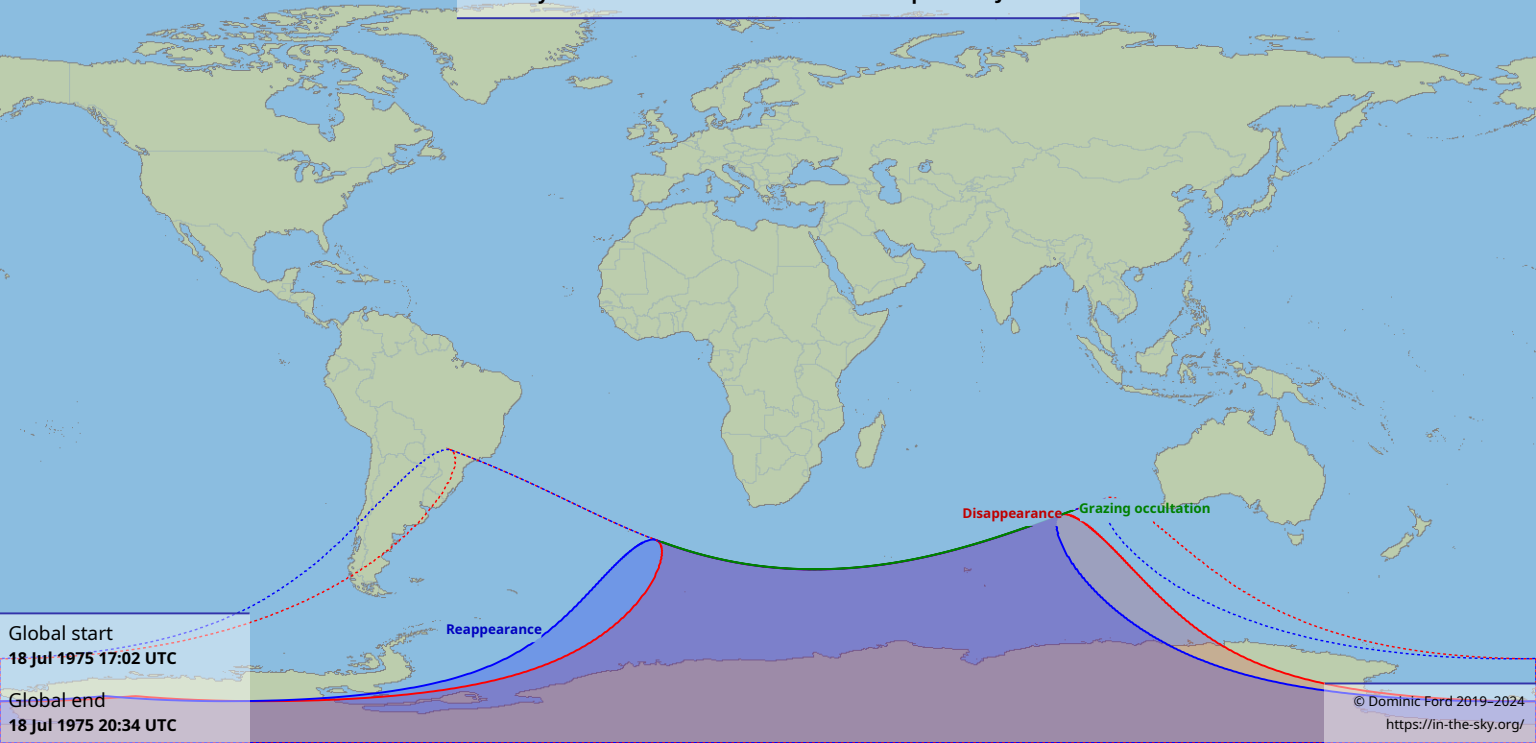 Disappearance
Grazing occultation
Reappearance
Global start
18 Jul 1975 17:02 UTC
Global end
18 Jul 1975 20:34 UTC
© Dominic Ford 2019–2024
https://in-the-sky.org/